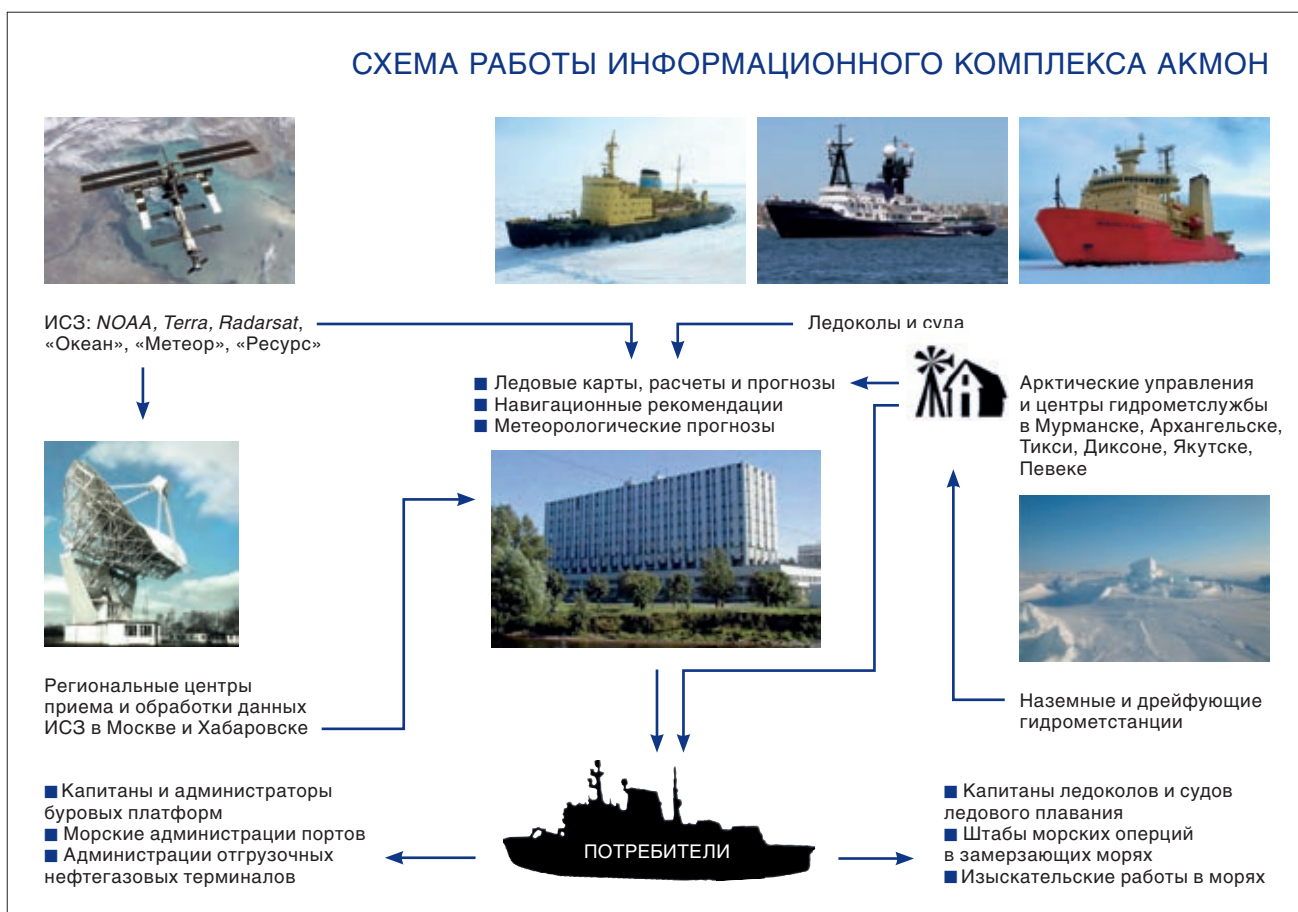 СХЕМА РАБОТЫ ИНФОРМАЦИОННОГО КОМПЛЕКСА АКМОН
ИСЗ: NOAA, Terra, Radarsat,
«Океан», «Метеор», «Ресурс»
Ледоколы и суда
■ Ледовые карты, расчеты и прогнозы
■ Навигационные рекомендации
■ Метеорологические прогнозы
Арктические управления
и центры гидрометслужбы
в Мурманске, Архангельске,
Тикси, Диксоне, Якутске,
Певеке
Региональные центры
приема и обработки данных
ИСЗ в Москве и Хабаровске
Наземные и дрейфующие
гидрометстанции
■ Капитаны и администраторы
буровых платформ
■ Морские администрации портов
■ Администрации отгрузочных
нефтегазовых терминалов
ПОТРЕБИТЕЛИ
■ Капитаны ледоколов и судов
ледового плавания
■ Штабы морских оперций
в замерзающих морях
■ Изыскательские работы в морях